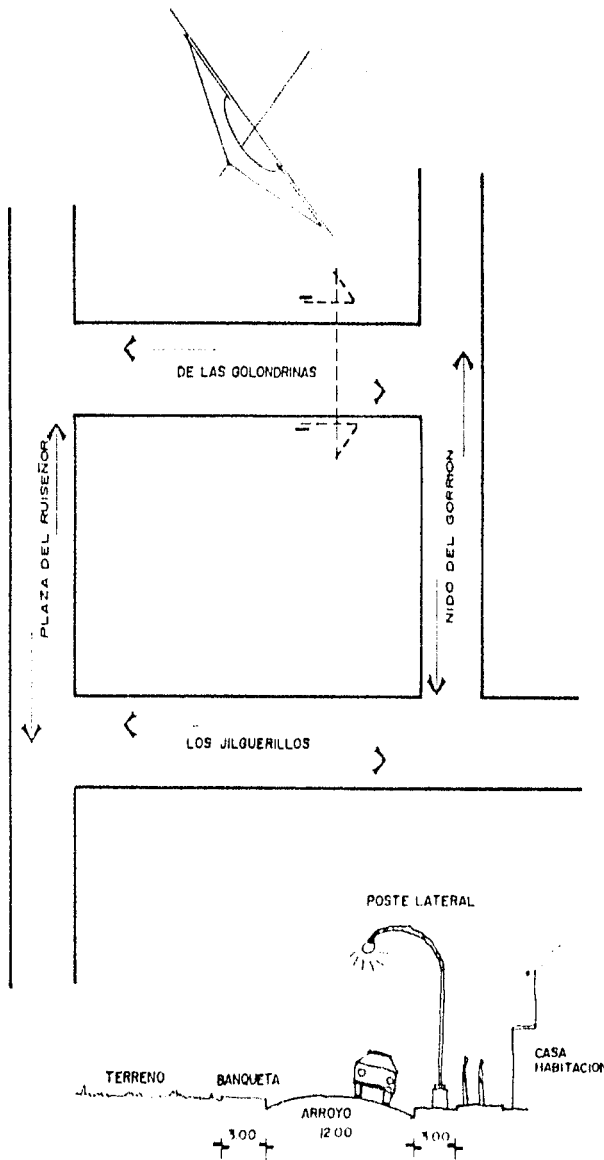 DE LAS GOLONDRINAS
PLAZA DEL RUISEÑOR
NIDO DEL GORRION
LOS JILGUERILLOS
POSTE LATERAL
TERRENO
BANQUETA
CASA
HABITACION
ARROYO
3.00
12.00
3.00